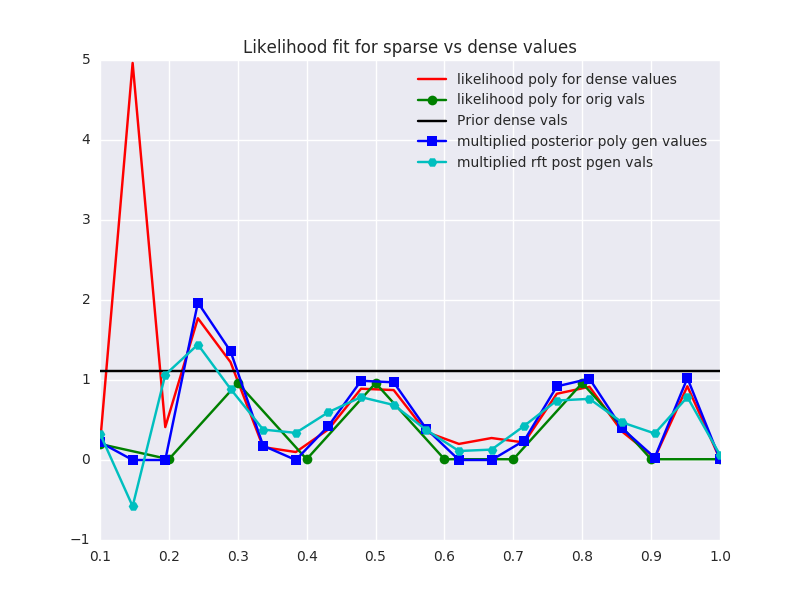 Likelihood fit for sparse vs dense values
likelihood poly for dense values
likelihood poly for orig vals
Prior dense vals
multiplied posterior poly gen values
multiplied rft post pgen vals
5
4
3
2
1
0
−1
0.1 0.2 0.3 0.4 0.5 0.6 0.7 0.8 0.9 1.0